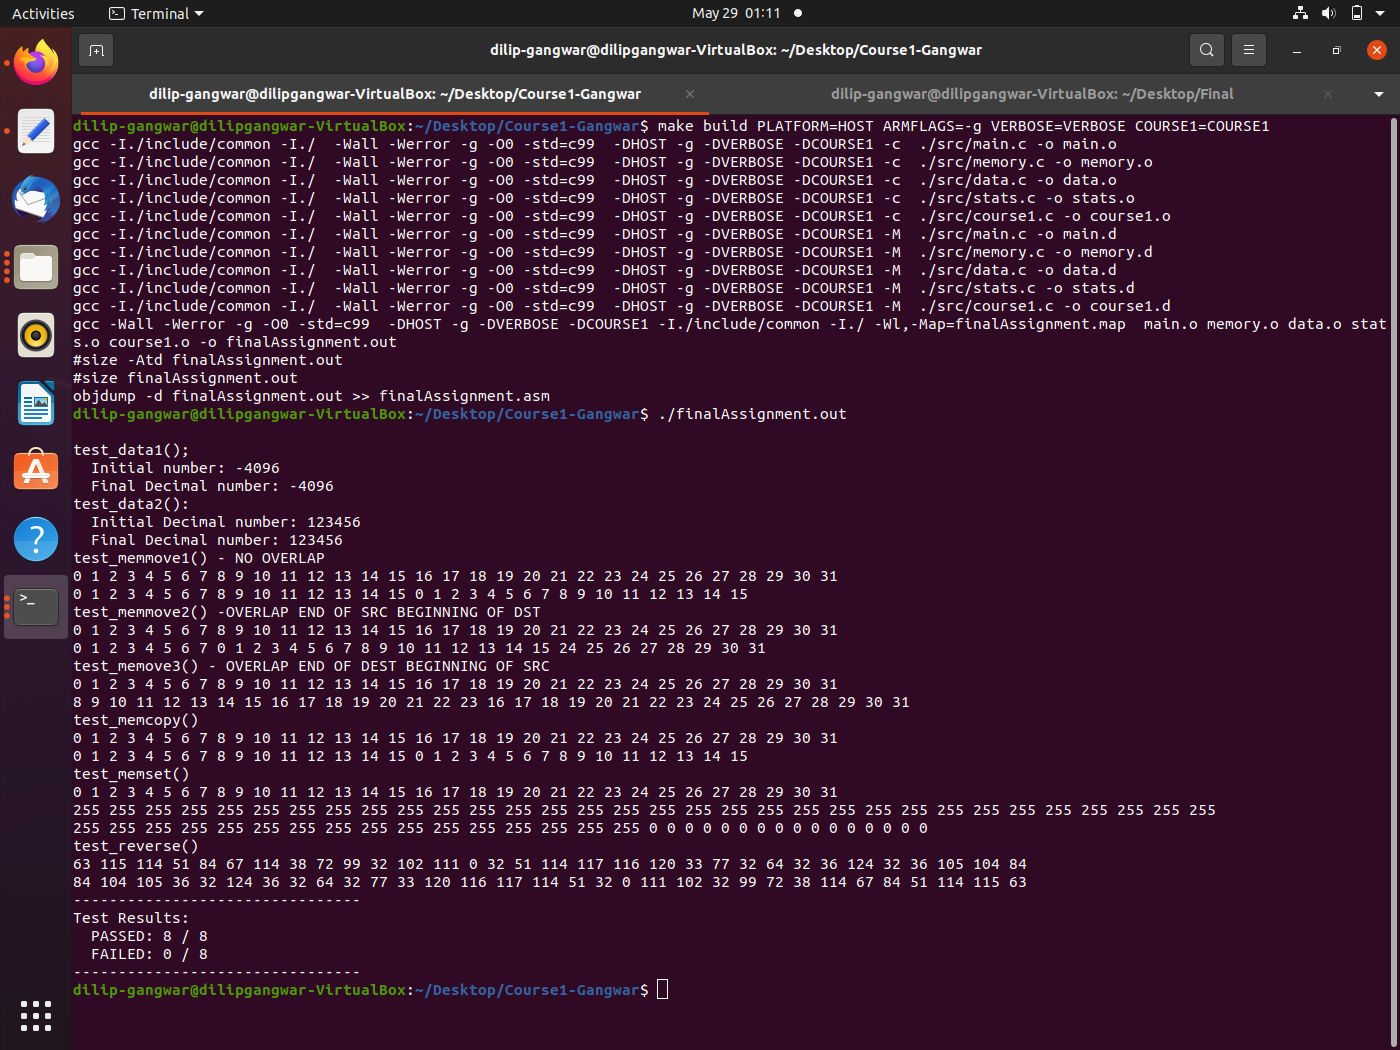 Activities
Terminal
May 29 01:11
dilip-gangwar@dilipgangwar-VirtualBox: ~/Desktop/Course1-Gangwar
dilip-gangwar@dilipgangwar-VirtualBox: ~/Desktop/Course1-Gangwar
dilip-gangwar@dilipgangwar-VirtualBox: ~/Desktop/Final
dilip-gangwar@dilipgangwar-VirtualBox:~/Desktop/Course1-Gangwar$ make build PLATFORM=HOST ARMFLAGS=-g VERBOSE=VERBOSE COURSE1=COURSE1
gcc -I./include/common -I./  -Wall -Werror -g -O0 -std=c99  -DHOST -g -DVERBOSE -DCOURSE1 -c  ./src/main.c -o main.o
gcc -I./include/common -I./  -Wall -Werror -g -O0 -std=c99  -DHOST -g -DVERBOSE -DCOURSE1 -c  ./src/memory.c -o memory.o
gcc -I./include/common -I./  -Wall -Werror -g -O0 -std=c99  -DHOST -g -DVERBOSE -DCOURSE1 -c  ./src/data.c -o data.o
gcc -I./include/common -I./  -Wall -Werror -g -O0 -std=c99  -DHOST -g -DVERBOSE -DCOURSE1 -c  ./src/stats.c -o stats.o
gcc -I./include/common -I./  -Wall -Werror -g -O0 -std=c99  -DHOST -g -DVERBOSE -DCOURSE1 -c  ./src/course1.c -o course1.o
gcc -I./include/common -I./  -Wall -Werror -g -O0 -std=c99  -DHOST -g -DVERBOSE -DCOURSE1 -M  ./src/main.c -o main.d
gcc -I./include/common -I./  -Wall -Werror -g -O0 -std=c99  -DHOST -g -DVERBOSE -DCOURSE1 -M  ./src/memory.c -o memory.d
gcc -I./include/common -I./  -Wall -Werror -g -O0 -std=c99  -DHOST -g -DVERBOSE -DCOURSE1 -M  ./src/data.c -o data.d
gcc -I./include/common -I./  -Wall -Werror -g -O0 -std=c99  -DHOST -g -DVERBOSE -DCOURSE1 -M  ./src/stats.c -o stats.d
gcc -I./include/common -I./  -Wall -Werror -g -O0 -std=c99  -DHOST -g -DVERBOSE -DCOURSE1 -M  ./src/course1.c -o course1.d
gcc -Wall -Werror -g -O0 -std=c99  -DHOST -g -DVERBOSE -DCOURSE1 -I./include/common -I./ -Wl,-Map=finalAssignment.map  main.o memory.o data.o stat
s.o course1.o -o finalAssignment.out
#size -Atd finalAssignment.out
#size finalAssignment.out
objdump -d finalAssignment.out >> finalAssignment.asm
dilip-gangwar@dilipgangwar-VirtualBox:~/Desktop/Course1-Gangwar$ ./finalAssignment.out
test_data1();
  Initial number: -4096
  Final Decimal number: -4096
test_data2():
  Initial Decimal number: 123456
  Final Decimal number: 123456
test_memmove1() - NO OVERLAP
0 1 2 3 4 5 6 7 8 9 10 11 12 13 14 15 16 17 18 19 20 21 22 23 24 25 26 27 28 29 30 31
0 1 2 3 4 5 6 7 8 9 10 11 12 13 14 15 0 1 2 3 4 5 6 7 8 9 10 11 12 13 14 15
test_memmove2() -OVERLAP END OF SRC BEGINNING OF DST
0 1 2 3 4 5 6 7 8 9 10 11 12 13 14 15 16 17 18 19 20 21 22 23 24 25 26 27 28 29 30 31
0 1 2 3 4 5 6 7 0 1 2 3 4 5 6 7 8 9 10 11 12 13 14 15 24 25 26 27 28 29 30 31
test_memove3() - OVERLAP END OF DEST BEGINNING OF SRC
0 1 2 3 4 5 6 7 8 9 10 11 12 13 14 15 16 17 18 19 20 21 22 23 24 25 26 27 28 29 30 31
8 9 10 11 12 13 14 15 16 17 18 19 20 21 22 23 16 17 18 19 20 21 22 23 24 25 26 27 28 29 30 31
test_memcopy()
0 1 2 3 4 5 6 7 8 9 10 11 12 13 14 15 16 17 18 19 20 21 22 23 24 25 26 27 28 29 30 31
0 1 2 3 4 5 6 7 8 9 10 11 12 13 14 15 0 1 2 3 4 5 6 7 8 9 10 11 12 13 14 15
test_memset()
0 1 2 3 4 5 6 7 8 9 10 11 12 13 14 15 16 17 18 19 20 21 22 23 24 25 26 27 28 29 30 31
255 255 255 255 255 255 255 255 255 255 255 255 255 255 255 255 255 255 255 255 255 255 255 255 255 255 255 255 255 255 255 255
255 255 255 255 255 255 255 255 255 255 255 255 255 255 255 255 0 0 0 0 0 0 0 0 0 0 0 0 0 0 0 0
test_reverse()
63 115 114 51 84 67 114 38 72 99 32 102 111 0 32 51 114 117 116 120 33 77 32 64 32 36 124 32 36 105 104 84
84 104 105 36 32 124 36 32 64 32 77 33 120 116 117 114 51 32 0 111 102 32 99 72 38 114 67 84 51 114 115 63
--------------------------------
Test Results:
  PASSED: 8 / 8
  FAILED: 0 / 8
--------------------------------
dilip-gangwar@dilipgangwar-VirtualBox:~/Desktop/Course1-Gangwar$